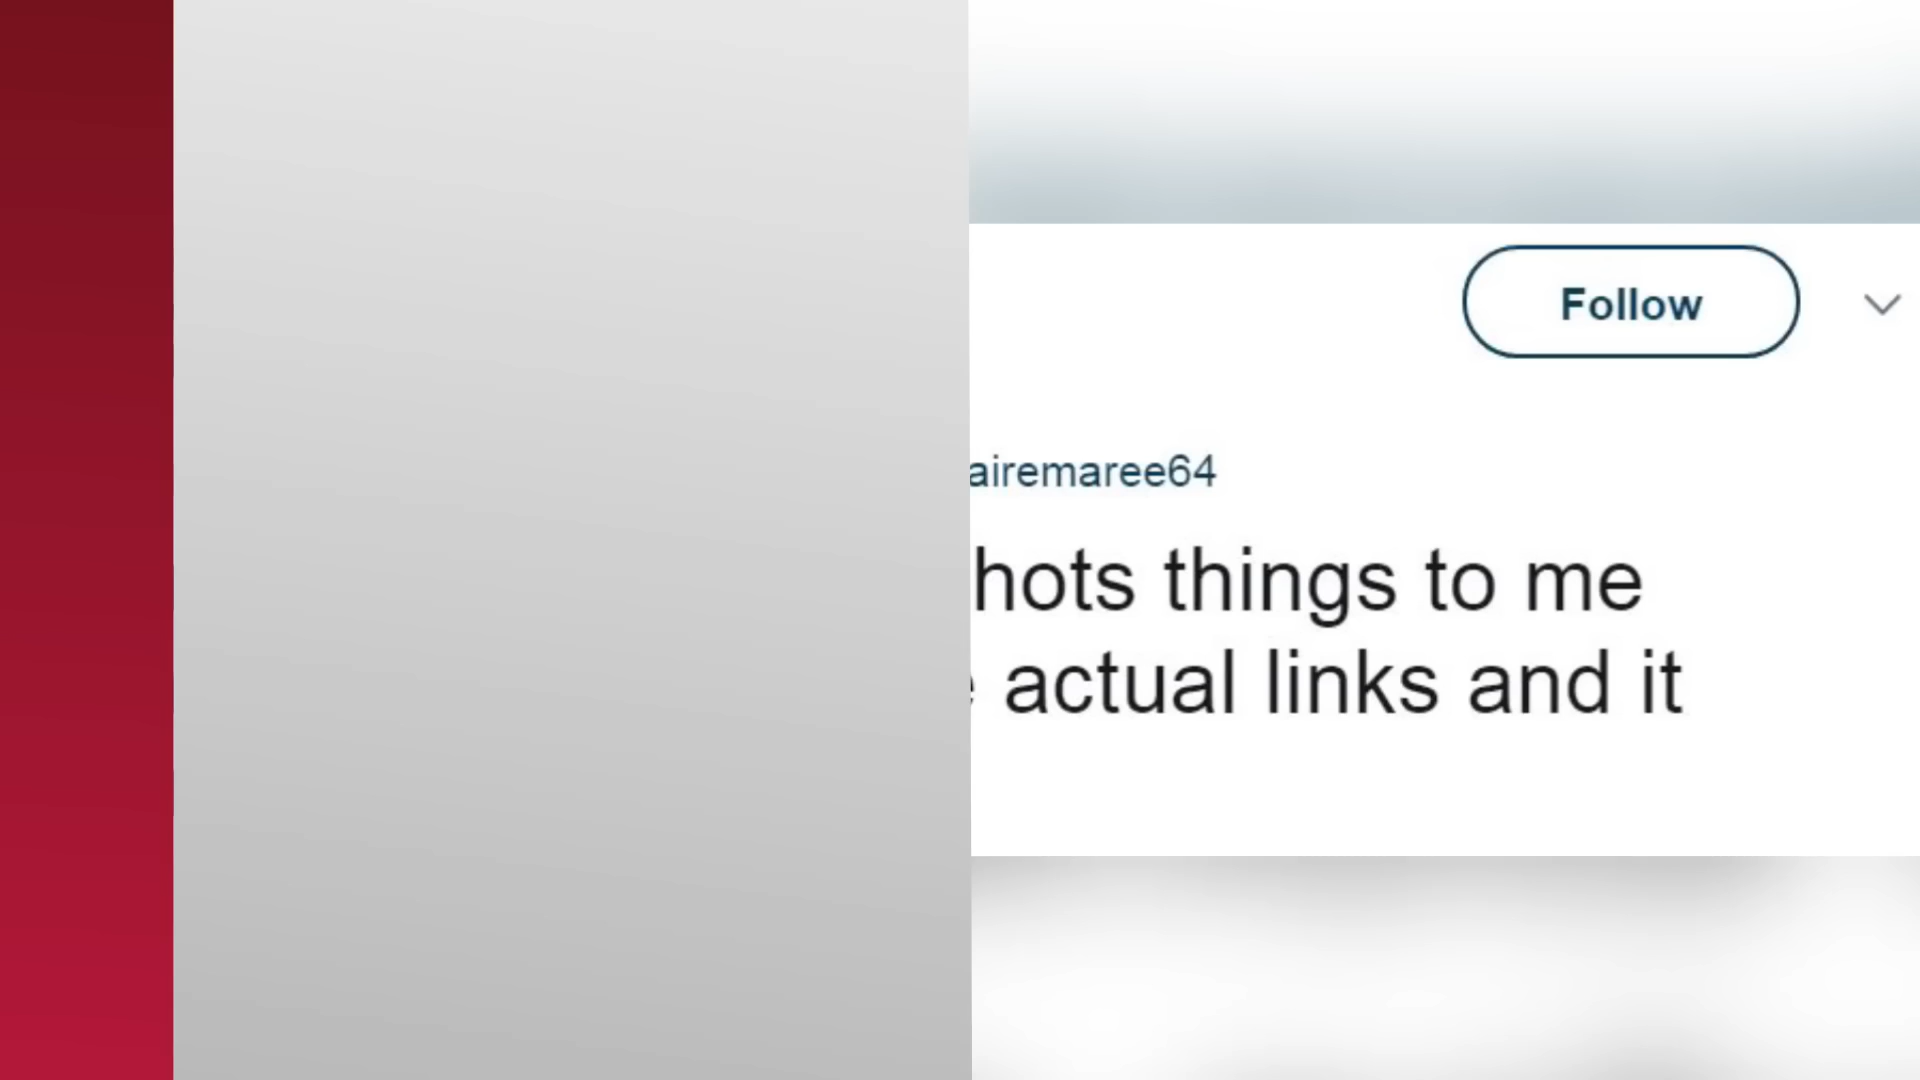 Follow
airemaree64
hots things to me
actual links and it